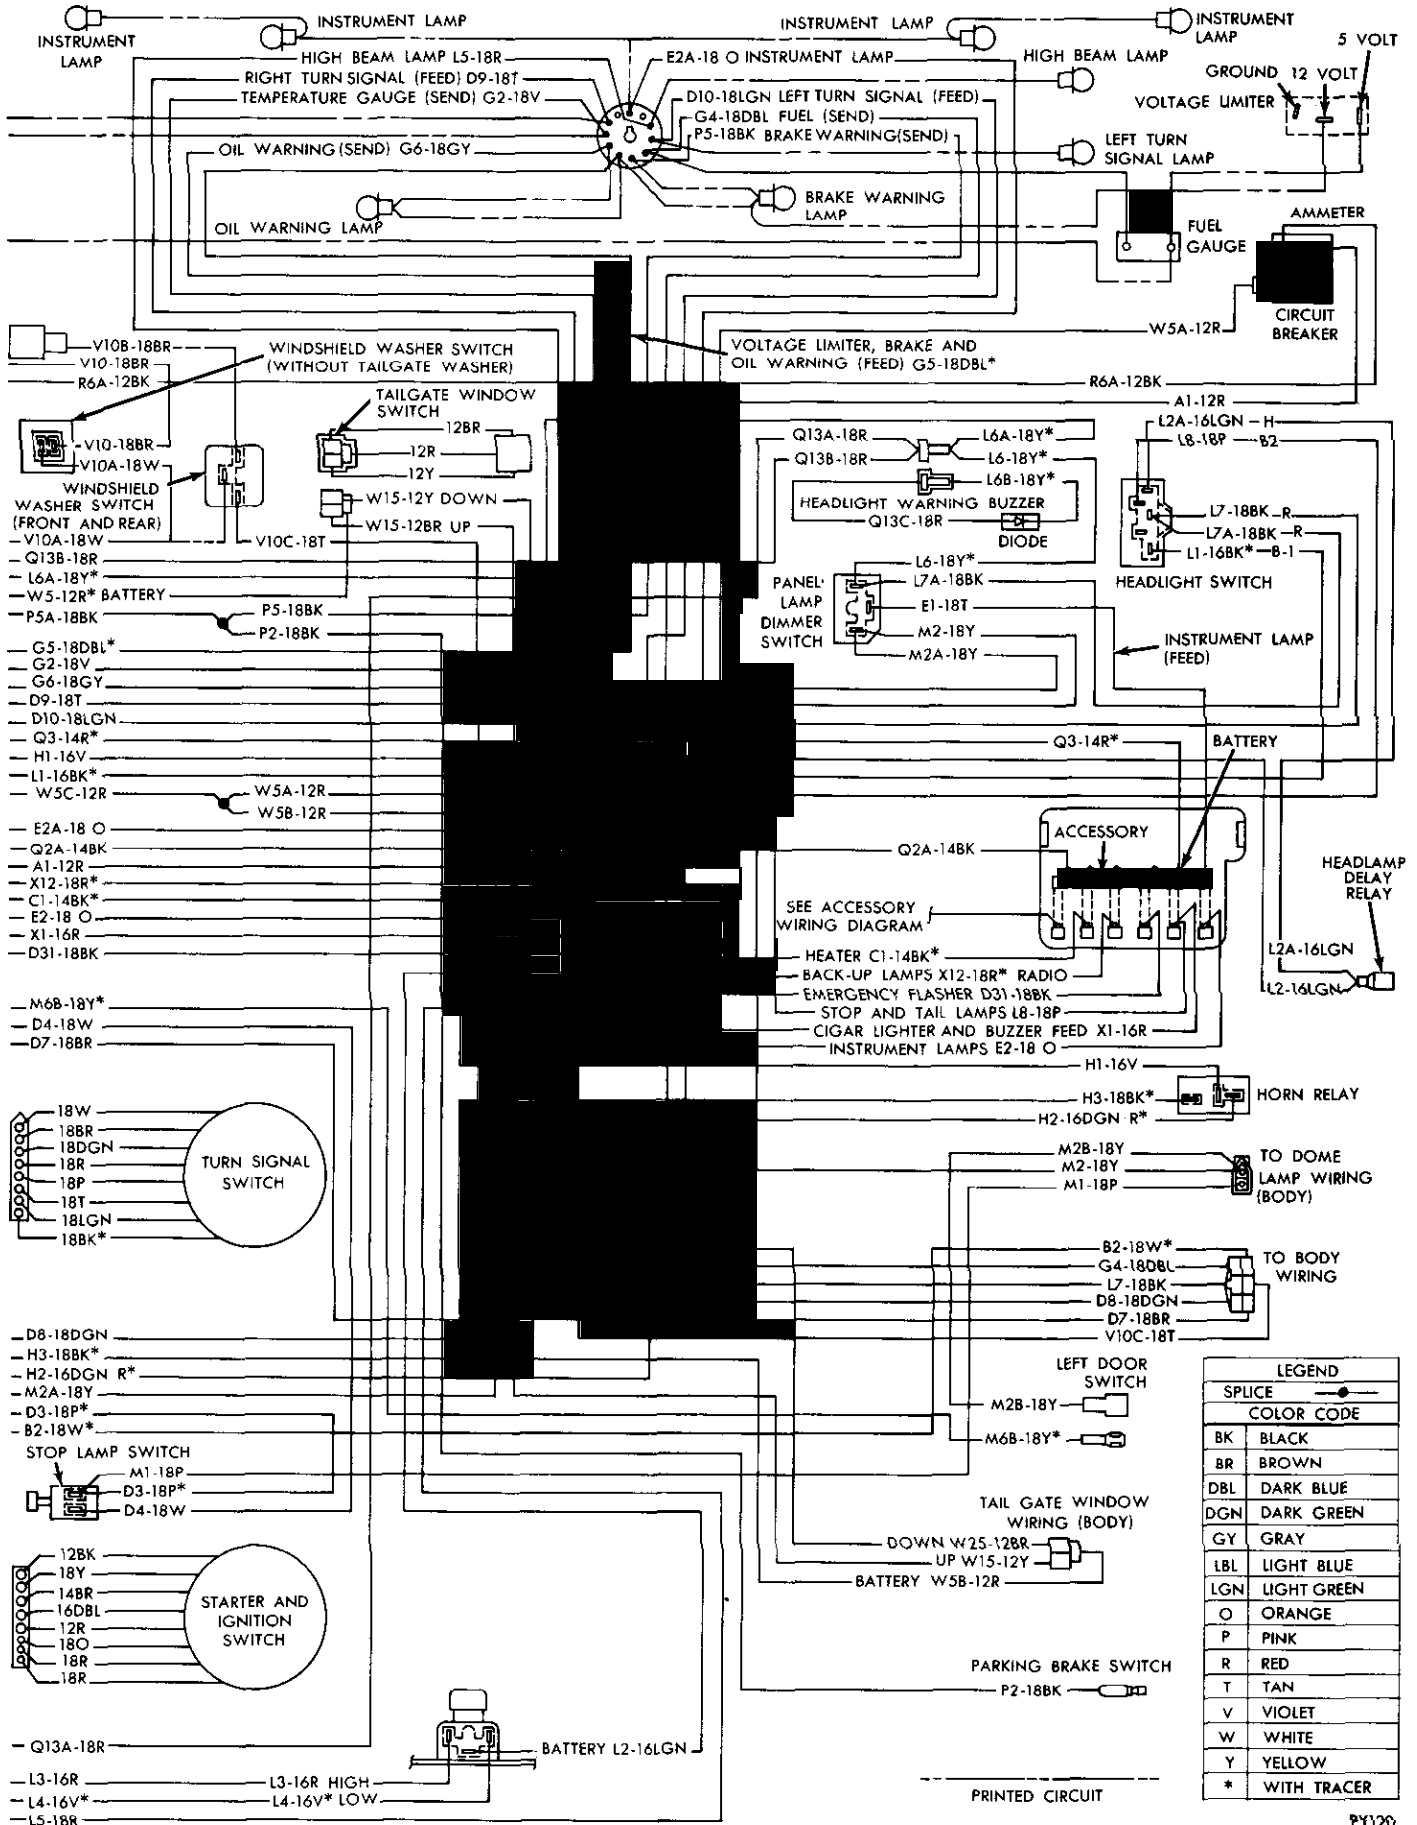 INSTRUMENT LAMP
INSTRUMENT LAMP
INSTRUMENT LAMP
INSTRUMENT
LAMP
5 VOLT
INSTRUMENT
LAMP
HIGH BEAM LAMP L5-18R
E2A-18 O INSTRUMENT LAMP
HIGH BEAM LAMP
RIGHT TURN SIGNAL (FEED) D9-18T
GROUND 12 VOLT
TEMPERATURE GAUGE (SEND) G2-18V
D10-18LGN LEFT TURN SIGNAL (FEED)
VOLTAGE LIMITER
G4-18DBL FUEL (SEND)
P5-18BK BRAKE WARNING(SEND)
OIL WARNING (SEND) G6-18GY
LEFT TURN
SIGNAL LAMP
BRAKE WARNING
LAMP
OIL WARNING LAMP
FUEL
GAUGE
AMMETER
CIRCUIT
BREAKER
W5A-12R
V10B-18BR
V10-18BR
R6A-12BK
WINDSHIELD WASHER SWITCH
(WITHOUT TAILGATE WASHER)
VOLTAGE LIMITER, BRAKE AND
OIL WARNING (FEED) G5-18DBL*
R6A-12BK
A1-12R
TAILGATE WINDOW
SWITCH
12BR
12R
12Y
Q13A-18R
L6A-18Y*
Q13B-18R
L6-18Y*
L2A-16LGN H
L8-18P B2
V10-18BR
V10A-18W
WINDSHIELD
WASHER SWITCH
(FRONT AND REAR)
V10A-18W
V10C-18T
W15-12Y DOWN
W15-12BR UP
L6B-18Y*
HEADLIGHT WARNING BUZZER
Q13C-18R
DIODE
L7-18BK R
L7A-18BK R
L1-16BK* B-1
HEADLIGHT SWITCH
Q13B-18R
L6A-18Y*
W5-12R* BATTERY
P5A-18BK
P5-18BK
P2-18BK
L6-18Y*
L7A-18BK
E1-18T
M2-18Y
M2A-18Y
PANEL
LAMP
DIMMER
SWITCH
INSTRUMENT LAMP
(FEED)
G5-18DBL*
G2-18V
G6-18GY
D9-18T
D10-18LGN
Q3-14R*
H1-16V
L1-16BK*
W5C-12R
W5A-12R
W5B-12R
Q3-14R*
BATTERY
E2A-18 O
Q2A-14BK
A1-12R
X12-18R*
C1-14BK*
E2-18 O
X1-16R
D31-18BK
ACCESSORY
Q2A-14BK
HEADLAMP
DELAY
RELAY
SEE ACCESSORY
WIRING DIAGRAM
L2A-16LGN
L2-16LGN
HEATER C1-14BK*
BACK-UP LAMPS X12-18R* RADIO
EMERGENCY FLASHER D31-18BK
STOP AND TAIL LAMPS L8-18P
CIGAR LIGHTER AND BUZZER FEED X1-16R
INSTRUMENT LAMPS E2-18 O
M6B-18Y*
D4-18W
D7-18BR
H1-16V
H3-18BK*
H2-16DGN R*
HORN RELAY
18W
18BR
18DGN
18R
18P
18T
18LGN
18BK*
TURN SIGNAL
SWITCH
M2B-18Y
M2-18Y
M1-18P
TO DOME
LAMP WIRING
(BODY)
B2-18W*
G4-18DBL
L7-18BK
D8-18DGN
D7-18BR
V10C-18T
TO BODY
WIRING
D8-18DGN
H3-18BK*
H2-16DGN R*
M2A-18Y
D3-18P*
B2-18W*
LEFT DOOR
SWITCH
M2B-18Y
M6B-18Y*
STOP LAMP SWITCH
M1-18P
D3-18P*
D4-18W
TAIL GATE WINDOW
WIRING (BODY)
DOWN W25-12BR
UP W15-12Y
BATTERY W5B-12R
12BK
18Y
14BR
16DBL
12R
18O
18R
18R
STARTER AND
IGNITION
SWITCH
PARKING BRAKE SWITCH
P2-18BK
Q13A-18R
BATTERY L2-16LGN
L3-16R
L3-16R HIGH
L4-16V*
L4-16V* LOW
L5-18R
PRINTED CIRCUIT
LEGEND
SPLICE
COLOR CODE
BK BLACK
BR BROWN
DBL DARK BLUE
DGN DARK GREEN
GY GRAY
LBL LIGHT BLUE
LGN LIGHT GREEN
O ORANGE
P PINK
R RED
T TAN
V VIOLET
W WHITE
Y YELLOW
* WITH TRACER